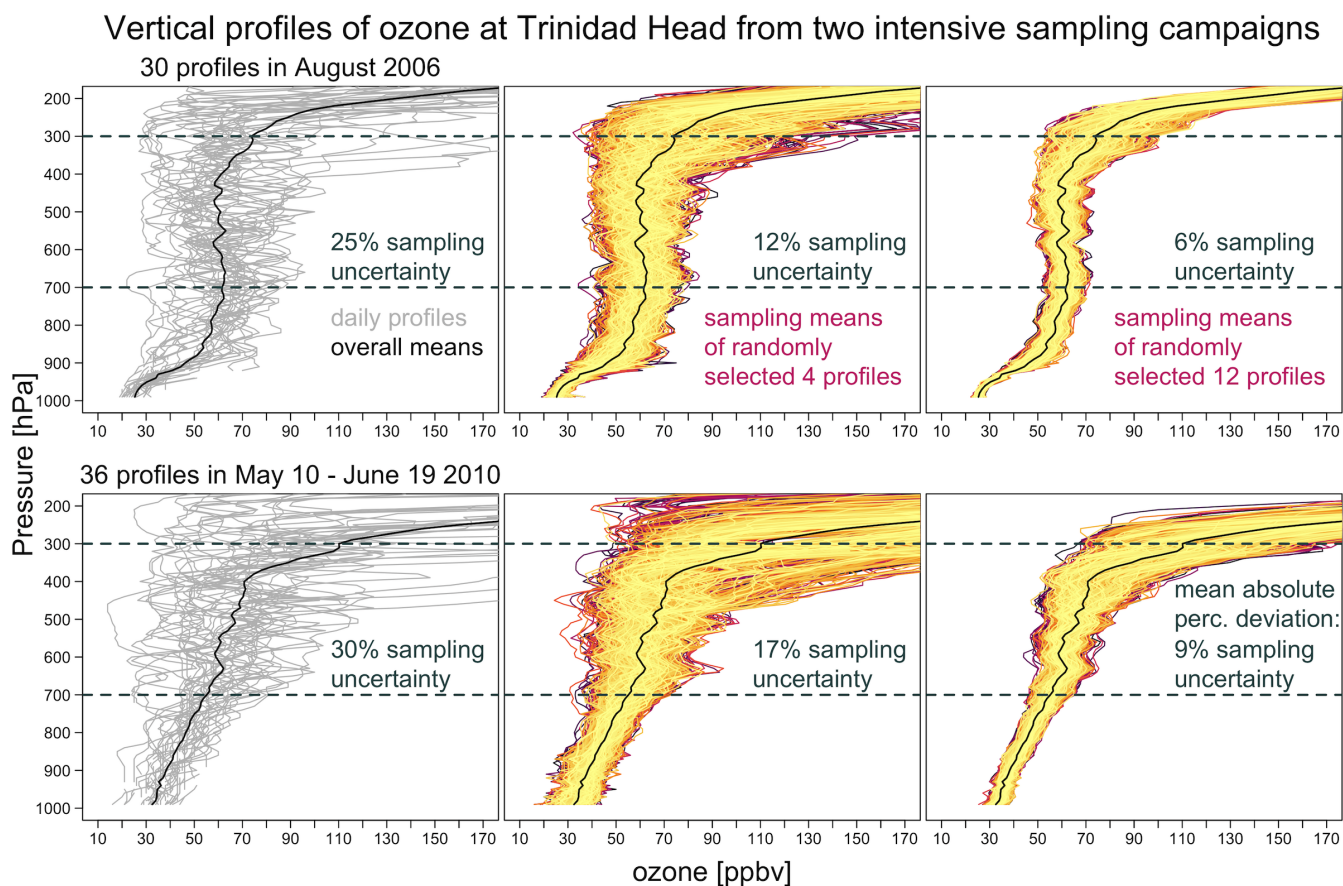 Vertical profiles of ozone at Trinidad Head from two intensive sampling campaigns
30 profiles in August 2006
200
300
400
500
600
700
800
900
1000
25% sampling
uncertainty
daily profiles
overall means
12% sampling
uncertainty
sampling means
of randomly
selected 4 profiles
6% sampling
uncertainty
sampling means
of randomly
selected 12 profiles
10 30 50 70 90 110 130 150 170
10 30 50 70 90 110 130 150 170
10 30 50 70 90 110 130 150 170
Pressure [hPa]
36 profiles in May 10 - June 19 2010
200
300
400
500
600
700
800
900
1000
30% sampling
uncertainty
17% sampling
uncertainty
mean absolute
perc. deviation:
9% sampling
uncertainty
10 30 50 70 90 110 130 150 170
10 30 50 70 90 110 130 150 170
10 30 50 70 90 110 130 150 170
ozone [ppbv]